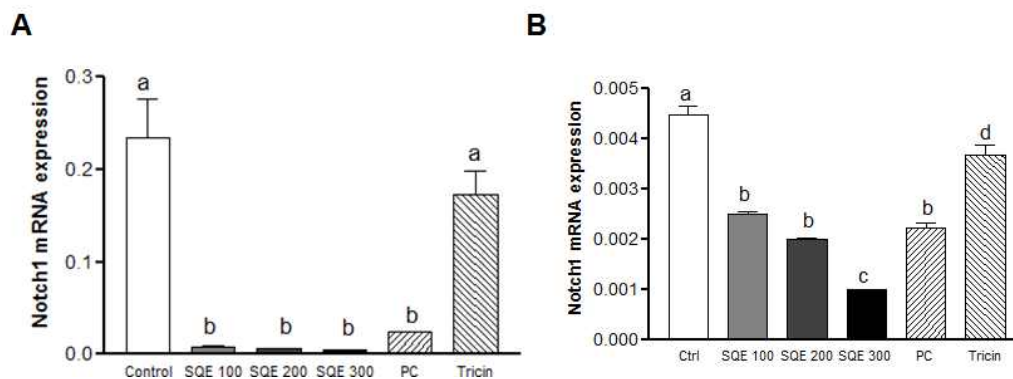 A
Notch1 mRNA expression
0.3
0.2
0.1
0.0
a
b
b
b
b
a
Control
SQE 100
SQE 200
SQE 300
PC
Tricin
B
Notch1 mRNA expression
0.005
0.004
0.003
0.002
0.001
0.000
a
b
b
c
b
d
Ctrl
SQE 100
SQE 200
SQE 300
PC
Tricin